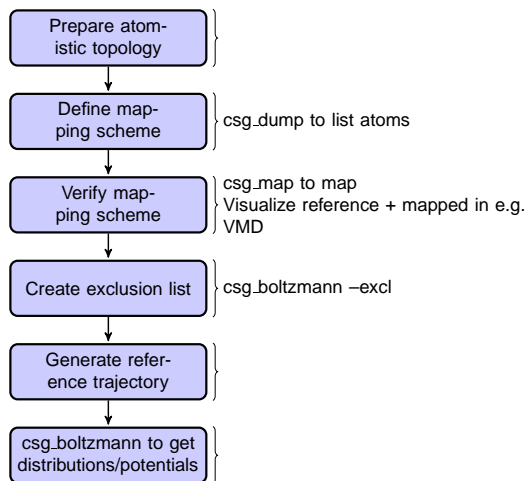 Prepare atom-
istic topology
Define map-
ping scheme
csg_dump to list atoms
Verify map-
ping scheme
csg_map to map
Visualize reference + mapped in e.g.
VMD
Create exclusion list
csg_boltzmann –excl
Generate refer-
ence trajectory
csg_boltzmann to get
distributions/potentials